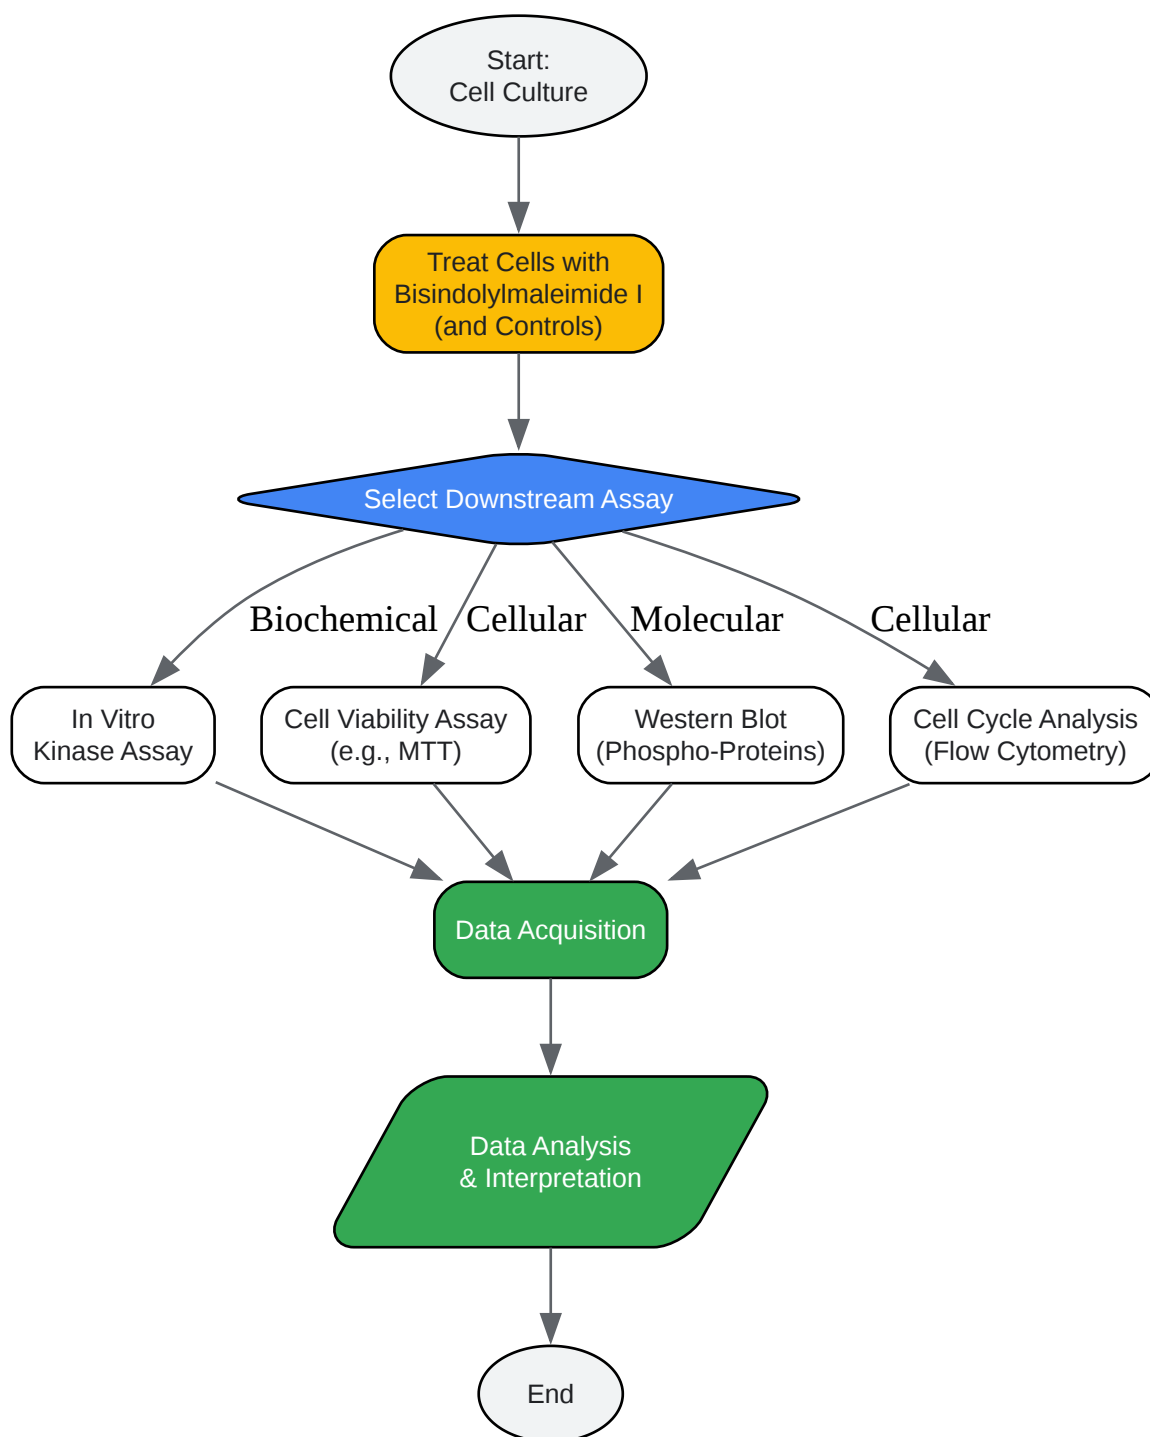 Start:
Cell Culture
Treat Cells with
Bisindolylmaleimide I
(and Controls)
Select Downstream Assay
Biochemical
Cellular
Molecular
Cellular
In Vitro
Kinase Assay
Cell Viability Assay
(e.g., MTT)
Western Blot
(Phospho-Proteins)
Cell Cycle Analysis
(Flow Cytometry)
Data Acquisition
Data Analysis
& Interpretation
End